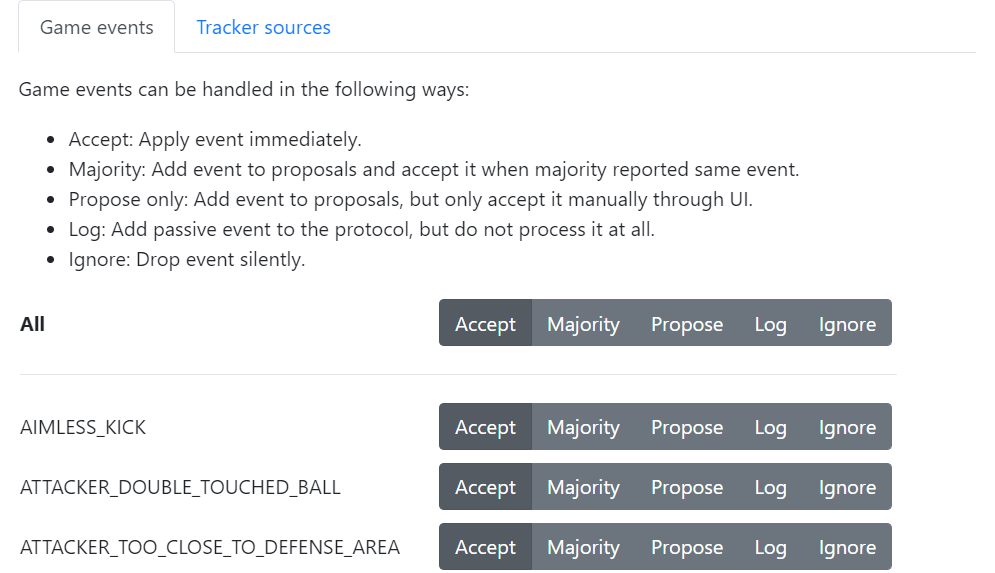 Game events Tracker sources
Game events can be handled in the following ways:
• Accept: Apply event immediately.
• Majority: Add event to proposals and accept it when majority reported same event.
• Propose only: Add event to proposals, but only accept it manually through UI.
• Log: Add passive event to the protocol, but do not process it at all.
• Ignore: Drop event silently.
All Accept Majority Propose Log Ignore
AIMLESS_KICK Accept Majority Propose Log Ignore
ATTACKER_DOUBLE_TOUCHED_BALL Accept Majority Propose Log Ignore
ATTACKER_TOO_CLOSE_TO_DEFENSE_AREA Accept Majority Propose Log Ignore